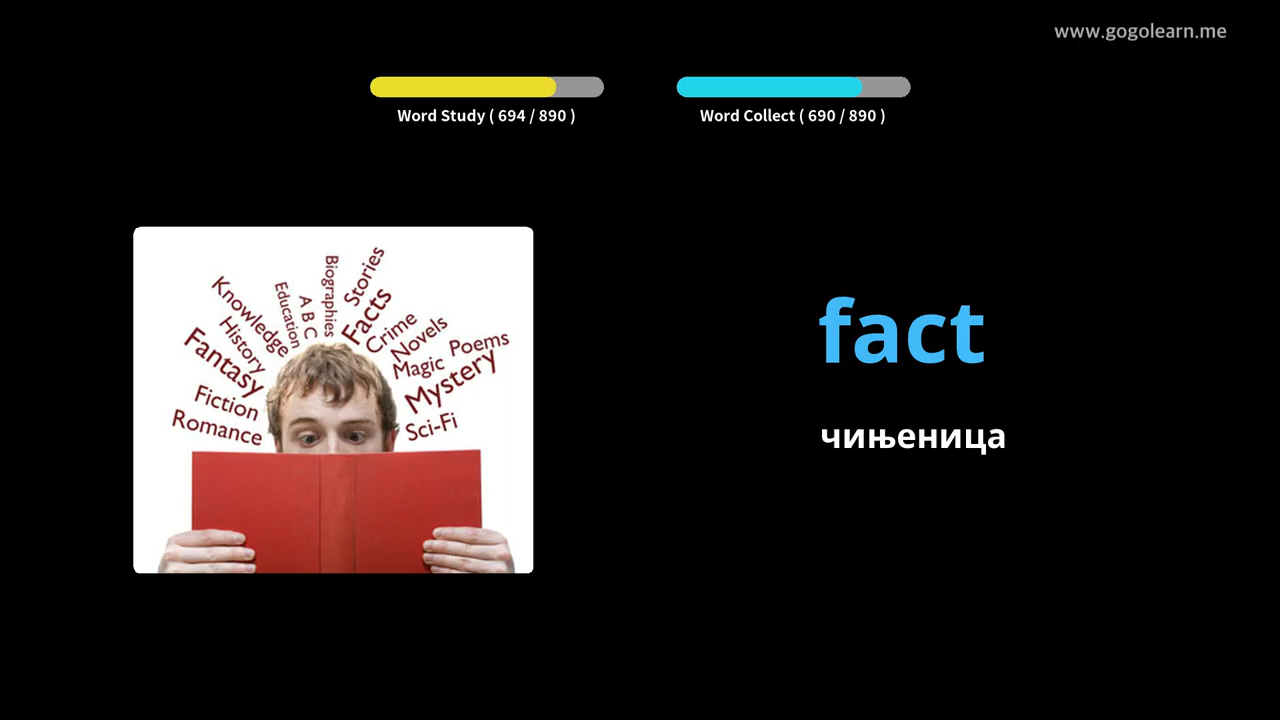 www.gogolearn.me
Word Study ( 694 / 890 )
Word Collect ( 690 / 890 )
Knowledge
Education
A B C
Biographies
Stories
Facts
Crime
Novels
Poems
Magic
Mystery
Sci-Fi
History
Fantasy
Fiction
Romance
fact
чињеница